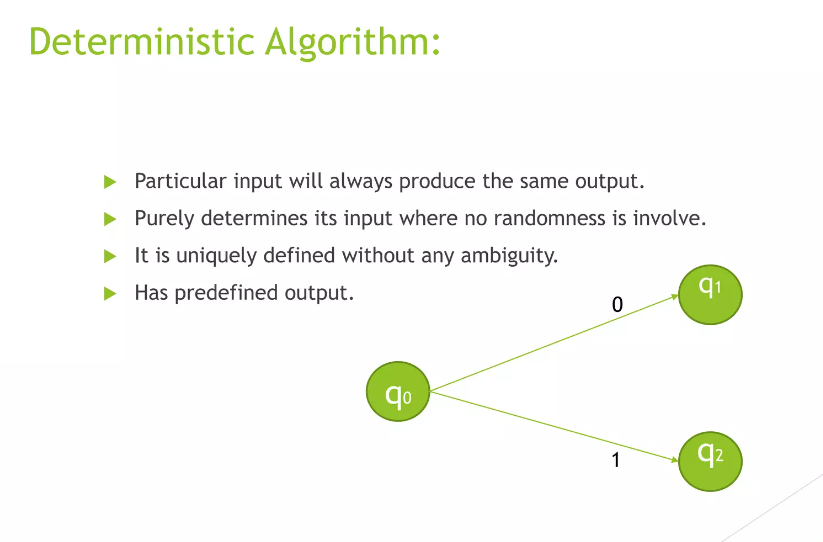 Deterministic Algorithm:
Particular input will always produce the same output.
Purely determines its input where no randomness is involve.
It is uniquely defined without any ambiguity.
Has predefined output.
q1
0
q0
q2
1